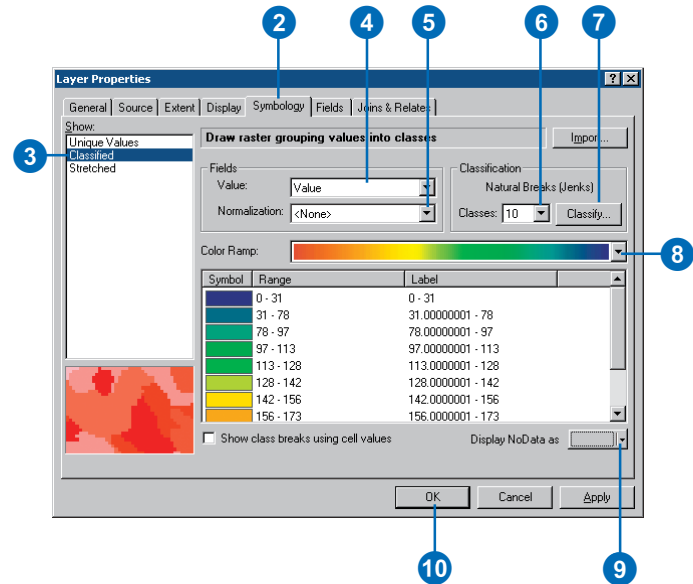 2 4 5 6 7
Layer Properties ? X
General Source Extent Display Symbology Fields Joins & Relates
Show:
Unique Values
Classified
Stretched
3
Draw raster grouping values into classes
Import...
Fields
Value: Value
Normalization: <None>
Classification
Natural Breaks (Jenks)
Classes: 10 Classify...
Color Ramp:
8
Symbol Range Label
0 - 31 0 - 31
31 - 78 31.00000001 - 78
78 - 97 78.00000001 - 97
97 - 113 97.00000001 - 113
113 - 128 113.0000001 - 128
128 - 142 128.0000001 - 142
142 - 156 142.0000001 - 156
156 - 173 156.0000001 - 173
Show class breaks using cell values
Display NoData as
OK Cancel Apply
10 9